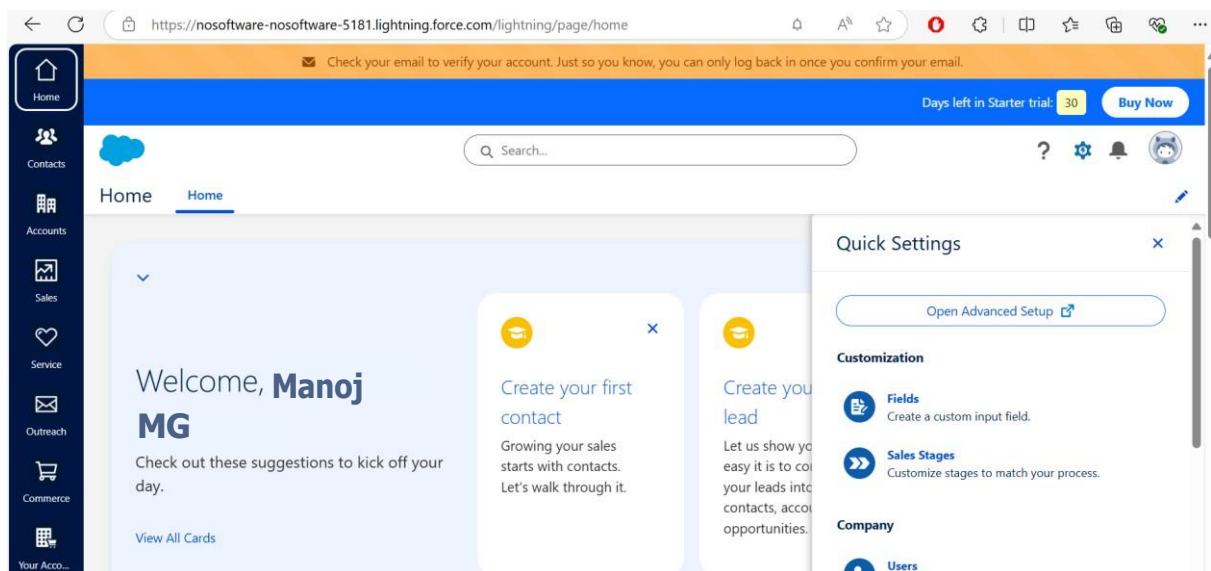 https://nosoftware-nosoftware-5181.lightning.force.com/lightning/page/home
Check your email to verify your account. Just so you know, you can only log back in once you confirm your email.
Days left in Starter trial: 30 Buy Now
Search...
Home
Contacts
Accounts
Sales
Service
Outreach
Commerce
Your Acco...
Home Home
Welcome, Manoj
MG
Check out these suggestions to kick off your
day.
View All Cards
Create your first
contact
Growing your sales
starts with contacts.
Let's walk through it.
Create you
lead
Let us show yo
easy it is to co
your leads into
contacts, accou
opportunities.
Quick Settings
Open Advanced Setup
Customization
Fields
Create a custom input field.
Sales Stages
Customize stages to match your process.
Company
Users